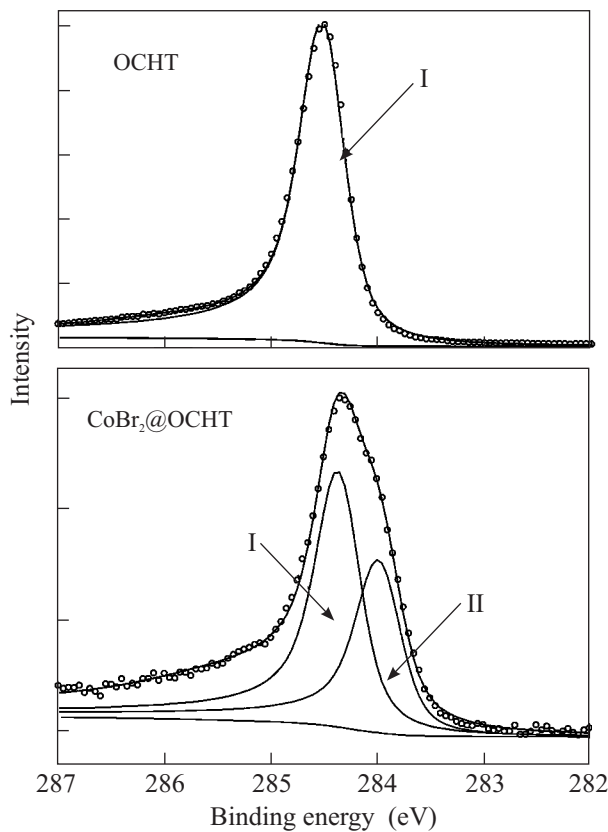 OCHT
I
Intensity
CoBr₂@OCHT
I
II
287 286 285 284 283 282
Binding energy (eV)